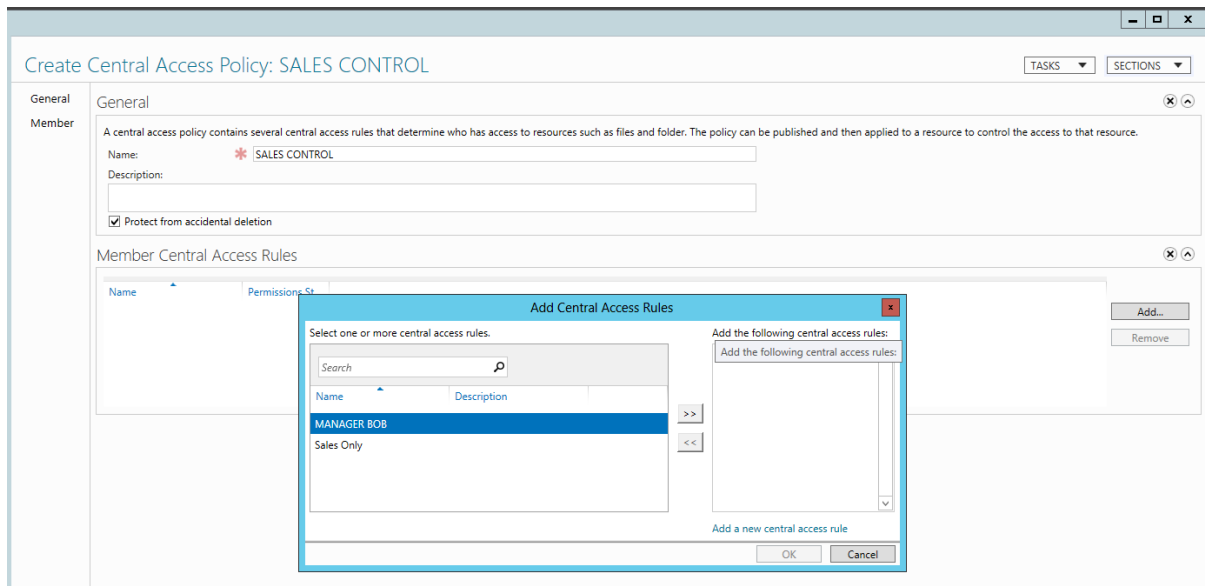 Create Central Access Policy: SALES CONTROL
TASKS
SECTIONS
General
Member
General
A central access policy contains several central access rules that determine who has access to resources such as files and folder. The policy can be published and then applied to a resource to control the access to that resource.
Name:
SALES CONTROL
Description:
Protect from accidental deletion
Member Central Access Rules
Name Permissions St
Add...
Remove
Add Central Access Rules
Select one or more central access rules.
Search
Name Description
MANAGER BOB
Sales Only
>>
<<
Add the following central access rules:
Add the following central access rules:
Add a new central access rule
OK Cancel